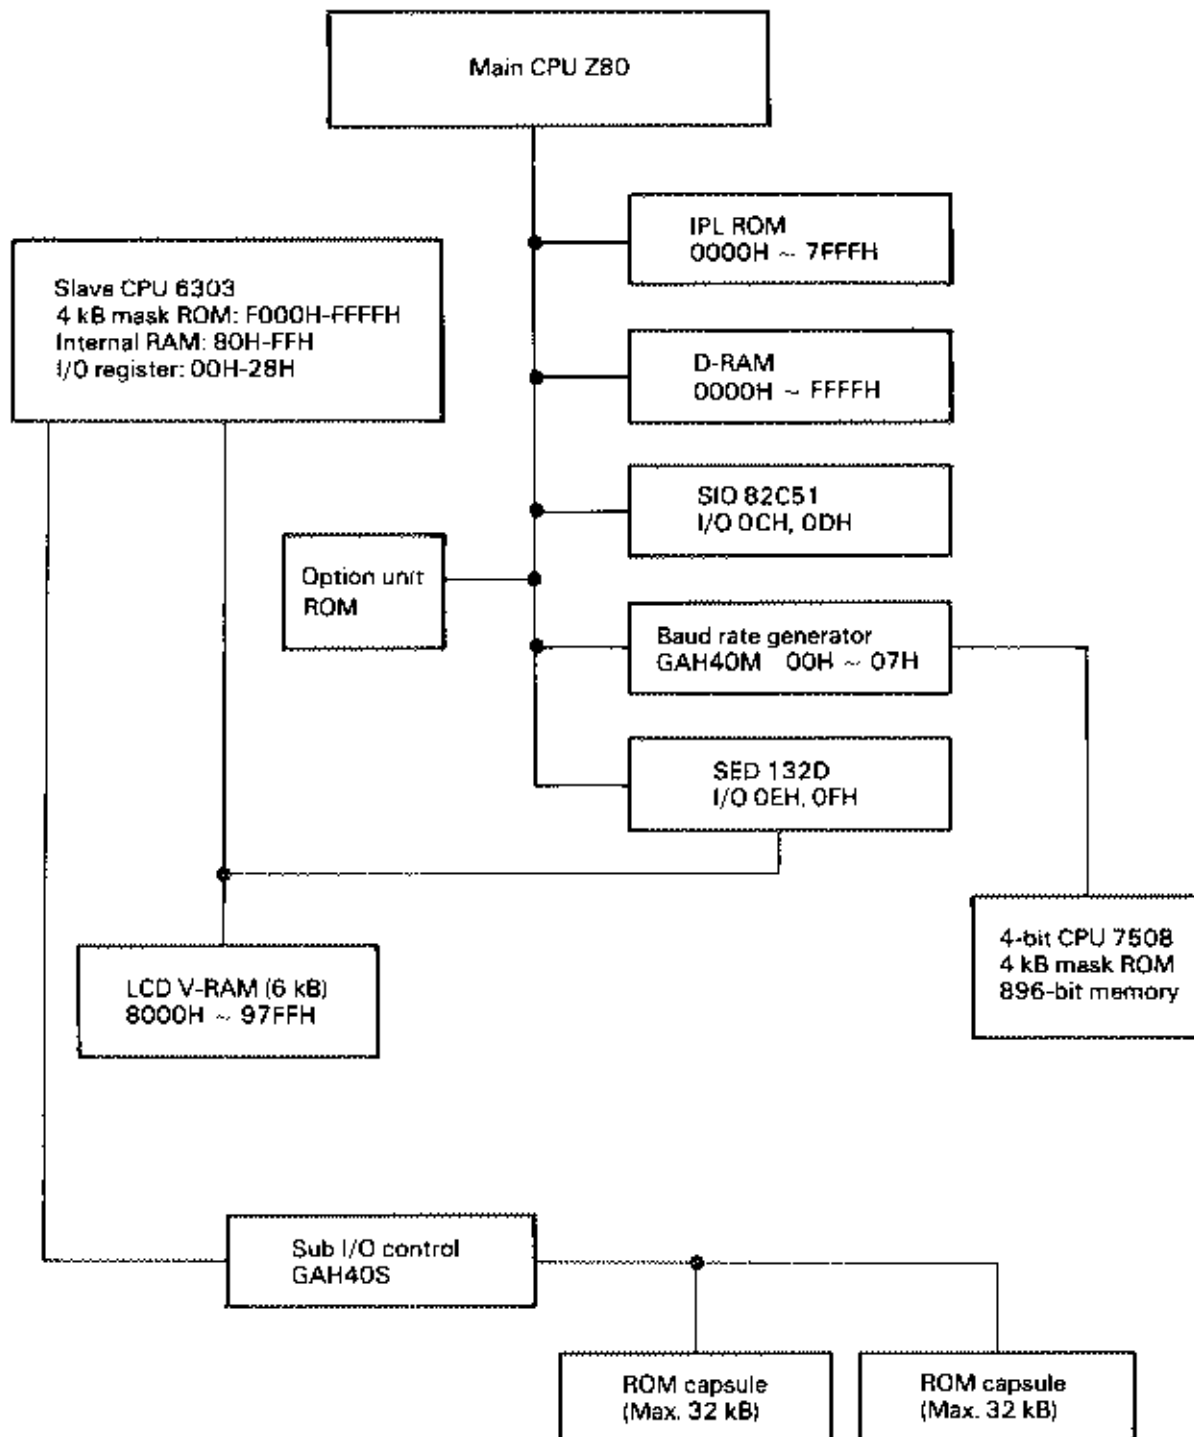 Main CPU Z80
IPL ROM
0000H ~ 7FFFH
Slave CPU 6303
4 kB mask ROM: F000H-FFFFH
Internal RAM: 80H-FFH
I/O register: 00H-28H
D-RAM
0000H ~ FFFFH
SIO 82C51
I/O 0CH, 0DH
Option unit
ROM
Baud rate generator
GAH40M 00H ~ 07H
SED 132D
I/O 0EH, 0FH
4-bit CPU 7508
4 kB mask ROM
896-bit memory
LCD V-RAM (6 kB)
8000H ~ 97FFH
Sub I/O control
GAH40S
ROM capsule
(Max. 32 kB)
ROM capsule
(Max. 32 kB)